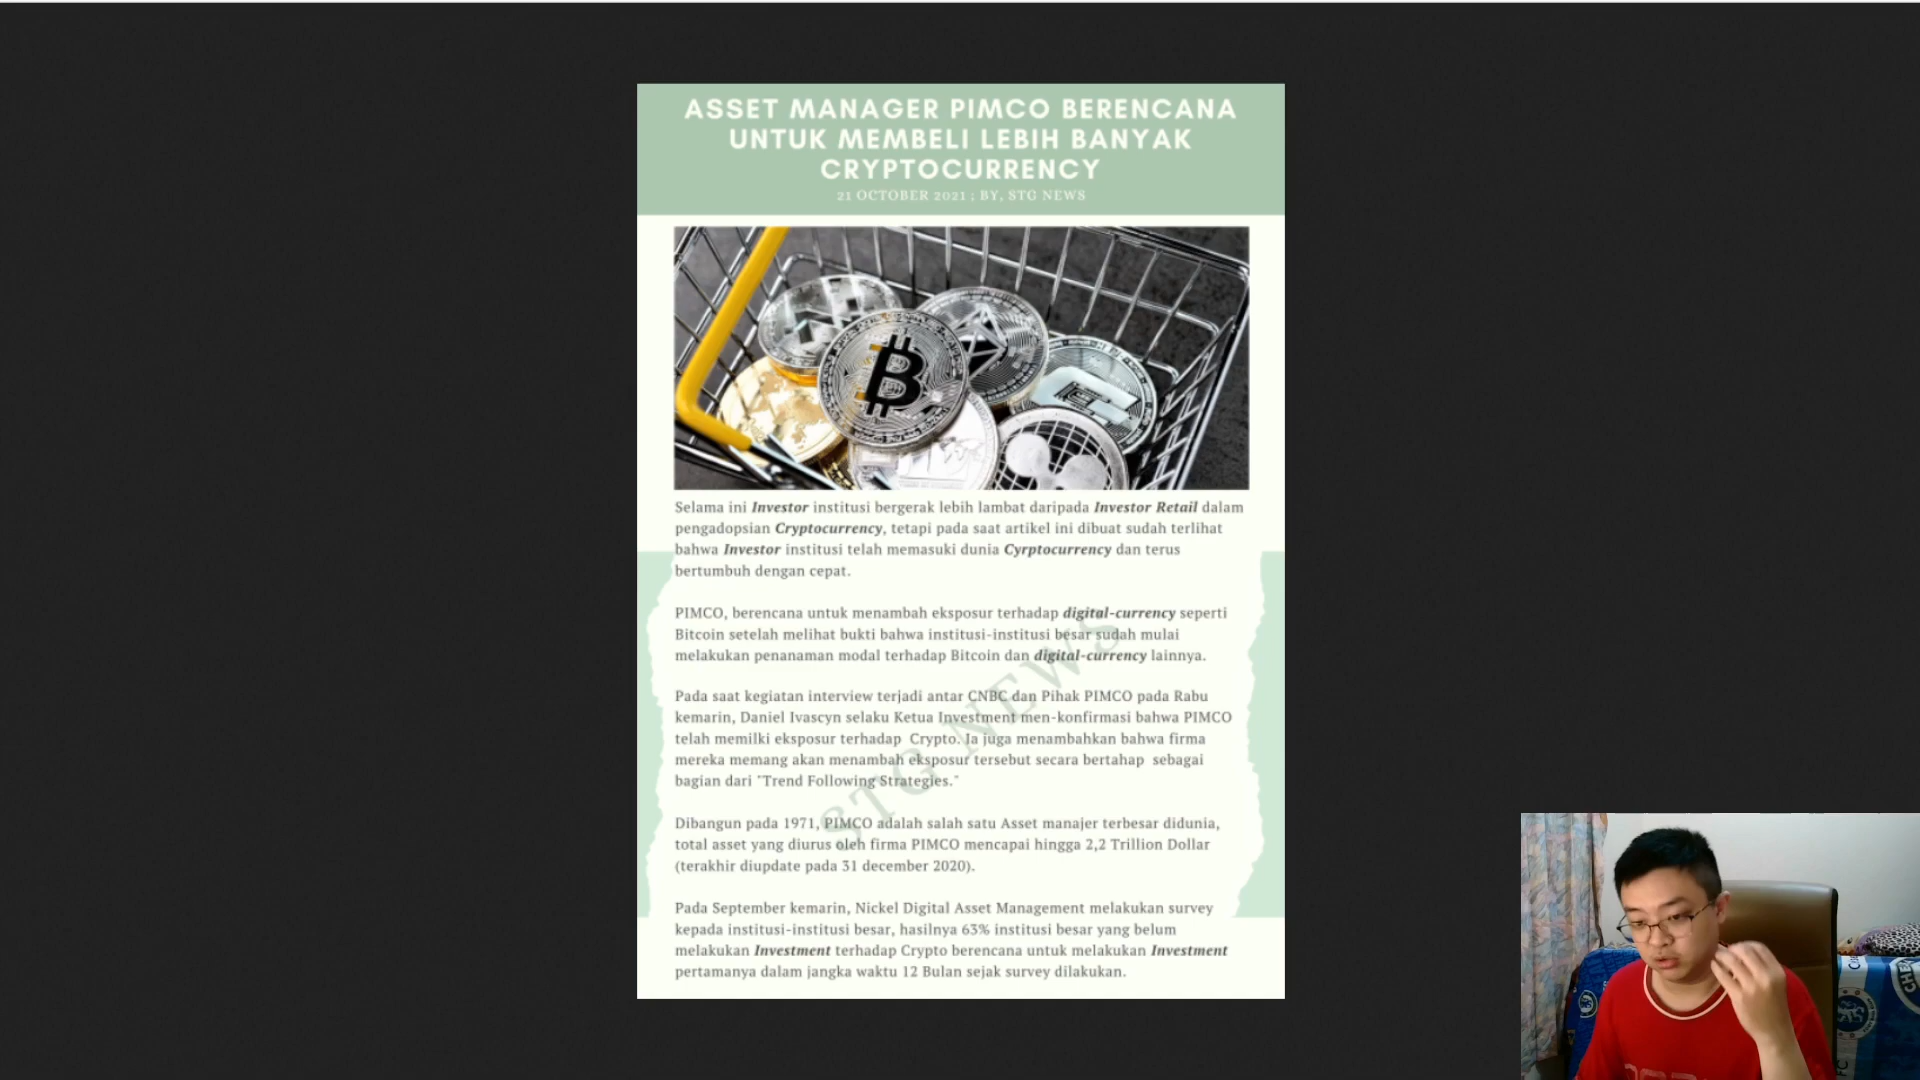 ASSET MANAGER PIMCO BERENCANA
UNTUK MEMBELI LEBIH BANYAK
CRYPTOCURRENCY
21 OCTOBER 2021 ; BY, STG NEWS
Selama ini Investor institusi bergerak lebih lambat daripada Investor Retail dalam
pengadopsian Cryptocurrency, tetapi pada saat artikel ini dibuat sudah terlihat
bahwa Investor institusi telah memasuki dunia Cyrptocurrency dan terus
bertumbuh dengan cepat.
PIMCO, berencana untuk menambah eksposur terhadap digital-currency seperti
Bitcoin setelah melihat bukti bahwa institusi-institusi besar sudah mulai
melakukan penanaman modal terhadap Bitcoin dan digital-currency lainnya.
Pada saat kegiatan interview terjadi antar CNBC dan Pihak PIMCO pada Rabu
kemarin, Daniel Ivascyn selaku Ketua Investment men-konfirmasi bahwa PIMCO
telah memilki eksposur terhadap Crypto. Ia juga menambahkan bahwa firma
mereka memang akan menambah eksposur tersebut secara bertahap sebagai
bagian dari "Trend Following Strategies."
Dibangun pada 1971, PIMCO adalah salah satu Asset manajer terbesar didunia,
total asset yang diurus oleh firma PIMCO mencapai hingga 2,2 Trillion Dollar
(terakhir diupdate pada 31 december 2020).
Pada September kemarin, Nickel Digital Asset Management melakukan survey
kepada institusi-institusi besar, hasilnya 63% institusi besar yang belum
melakukan Investment terhadap Crypto berencana untuk melakukan Investment
pertamanya dalam jangka waktu 12 Bulan sejak survey dilakukan.
STG NEWS